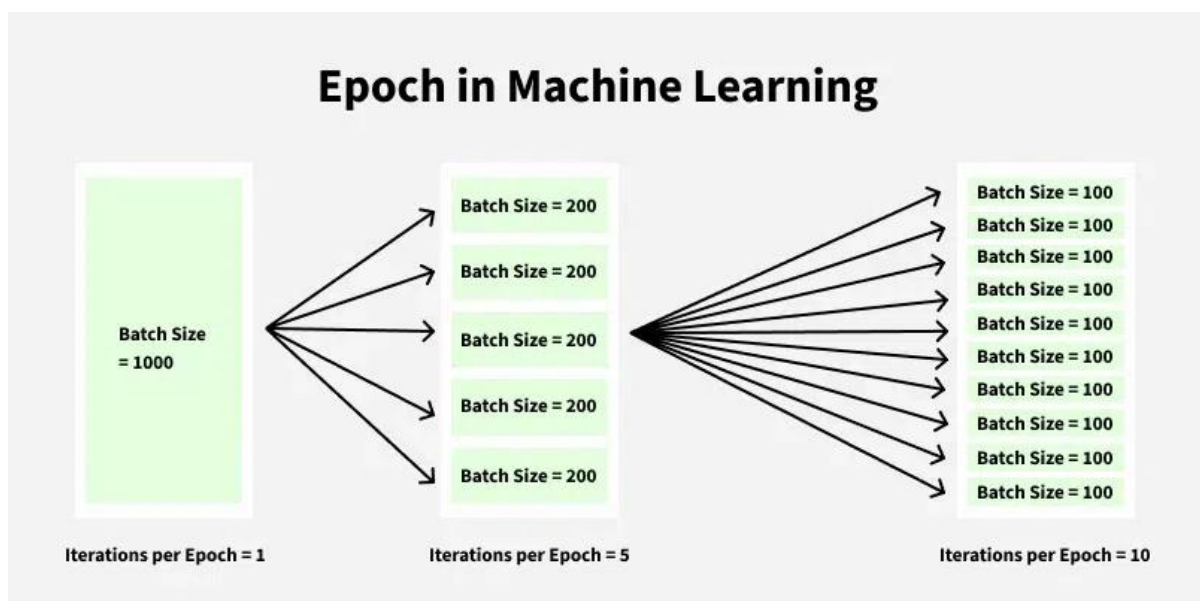 Epoch in Machine Learning
Batch Size
= 1000
Iterations per Epoch = 1
Batch Size = 200
Batch Size = 200
Batch Size = 200
Batch Size = 200
Batch Size = 200
Iterations per Epoch = 5
Batch Size = 100
Batch Size = 100
Batch Size = 100
Batch Size = 100
Batch Size = 100
Batch Size = 100
Batch Size = 100
Batch Size = 100
Batch Size = 100
Batch Size = 100
Iterations per Epoch = 10